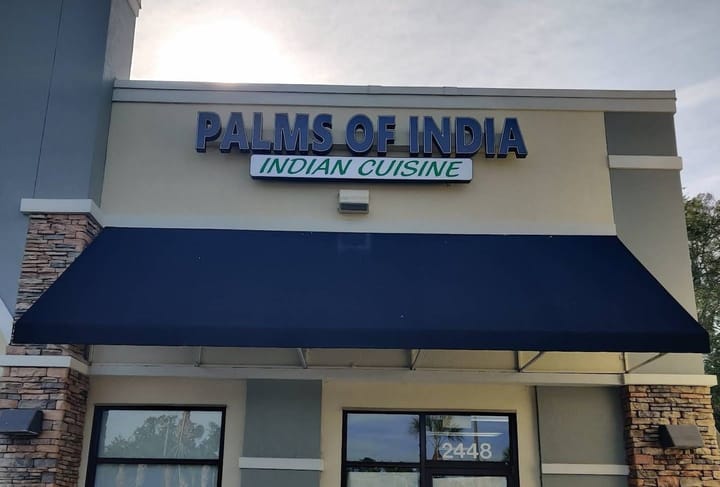 PALMS OF INDIA
INDIAN CUISINE
2448